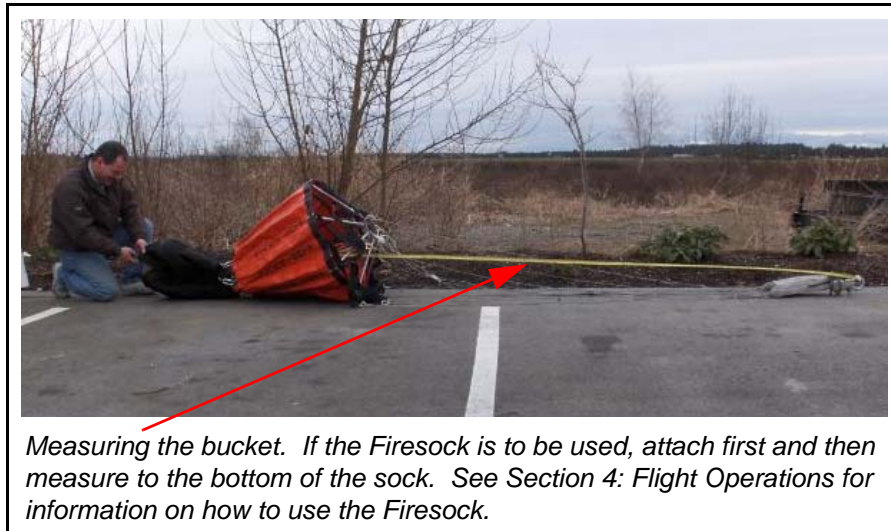 Measuring the bucket.  If the Firesock is to be used, attach first and then
measure to the bottom of the sock.  See Section 4: Flight Operations for
information on how to use the Firesock.